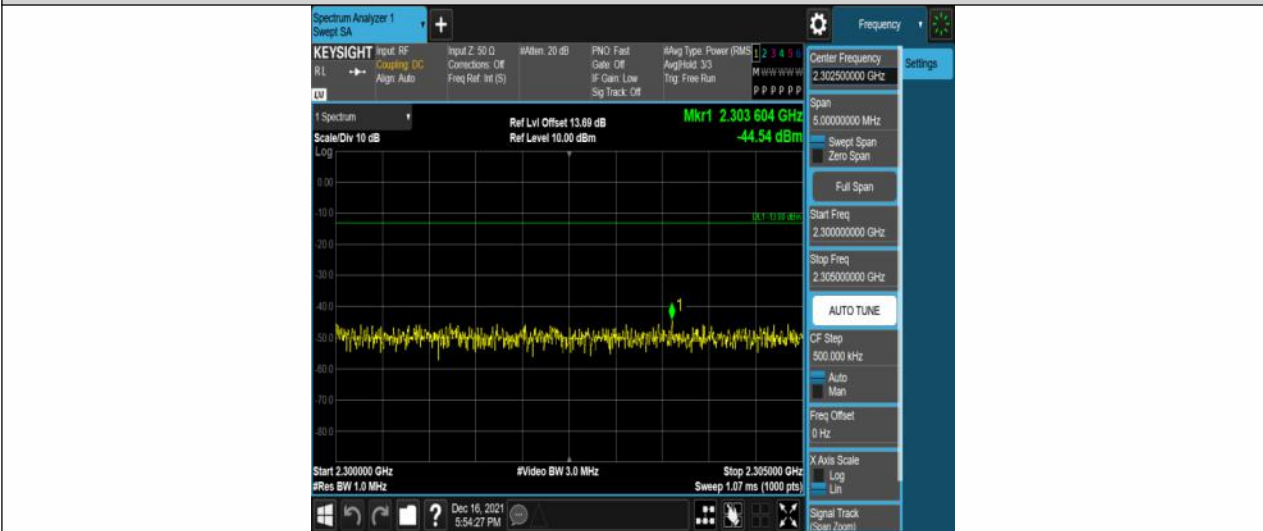 Spectrum Analyzer 1
Swept SA
+
Frequency
KEYSIGHT
RL
Input: RF
Coupling: DC
Align: Auto
Input Z: 50 Ω
Corrections: Off
Freq Ref: Int (S)
#Atten: 20 dB
PNO: Fast
Gate: Off
IF Gain: Low
Sig Track: Off
#Avg Type: Power (RMS
Avg|Hold: 3/3
Trig: Free Run
1 2 3 4 5 6
M W W W W W
P P P P P P
1 Spectrum
Scale/Div 10 dB
Log
Ref Lvl Offset 13.69 dB
Ref Level 10.00 dBm
Mkr1 2.303 604 GHz
-44.54 dBm
0.00
-10.0
DL1 -13.00 dBm
-20.0
-30.0
-40.0
1
-50.0
-60.0
-70.0
-80.0
Start 2.300000 GHz
#Res BW 1.0 MHz
#Video BW 3.0 MHz
Stop 2.305000 GHz
Sweep 1.07 ms (1000 pts)
?
Dec 16, 2021
5:54:27 PM
Center Frequency
2.302500000 GHz
Settings
Span
5.00000000 MHz
Swept Span
Zero Span
Full Span
Start Freq
2.300000000 GHz
Stop Freq
2.305000000 GHz
AUTO TUNE
CF Step
500.000 kHz
Auto
Man
Freq Offset
0 Hz
X Axis Scale
Log
Lin
Signal Track
(Span Zoom)